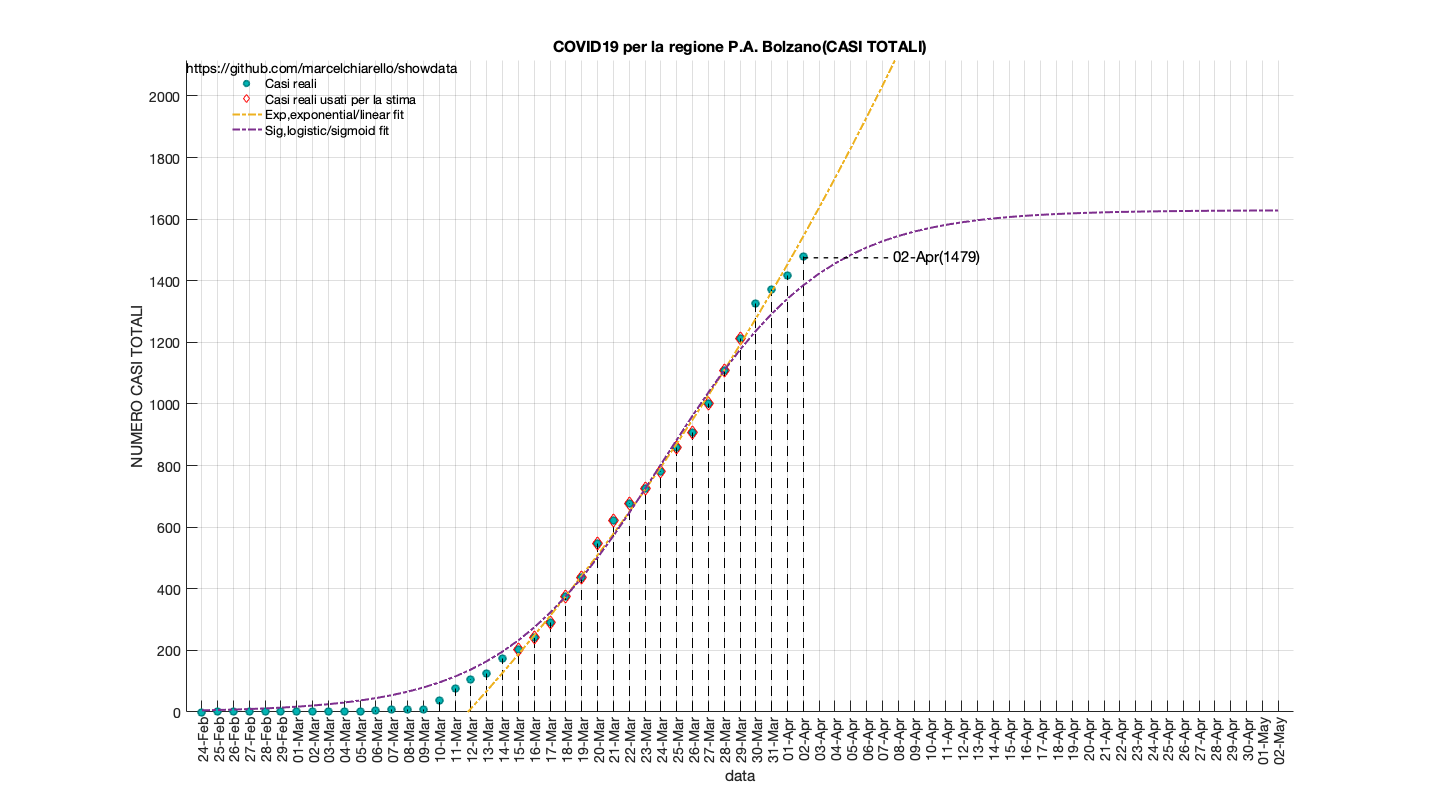 COVID19 per la regione P.A. Bolzano(CASI TOTALI)
https://github.com/marcelchiarello/showdata
Casi reali
Casi reali usati per la stima
Exp,exponential/linear fit
Sig,logistic/sigmoid fit
2000
1800
1600
1400
1200
1000
800
600
400
200
0
NUMERO CASI TOTALI
02-Apr(1479)
24-Feb
25-Feb
26-Feb
27-Feb
28-Feb
29-Feb
01-Mar
02-Mar
03-Mar
04-Mar
05-Mar
06-Mar
07-Mar
08-Mar
09-Mar
10-Mar
11-Mar
12-Mar
13-Mar
14-Mar
15-Mar
16-Mar
17-Mar
18-Mar
19-Mar
20-Mar
21-Mar
22-Mar
23-Mar
24-Mar
25-Mar
26-Mar
27-Mar
28-Mar
29-Mar
30-Mar
31-Mar
01-Apr
02-Apr
03-Apr
04-Apr
05-Apr
06-Apr
07-Apr
08-Apr
09-Apr
10-Apr
11-Apr
12-Apr
13-Apr
14-Apr
15-Apr
16-Apr
17-Apr
18-Apr
19-Apr
20-Apr
21-Apr
22-Apr
23-Apr
24-Apr
25-Apr
26-Apr
27-Apr
28-Apr
29-Apr
30-Apr
01-May
02-May
data